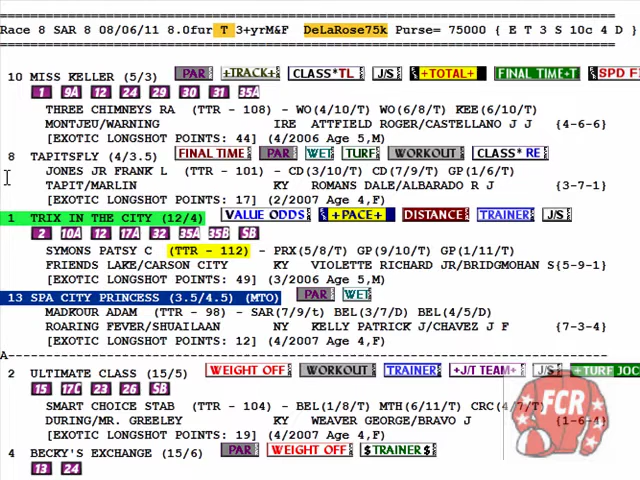 Race 8 SAR 8 08/06/11 8.0fur T 3+yrM&F DeLaRose75k Purse= 75000 { E T 3 S 10c 4 D }
10 MISS KELLER (5/3) PAR +TRACK+ CLASS*TL J/S +TOTAL+ FINAL TIME+T SPD F
1 9A 12 24 29 30 31 35A
THREE CHIMNEYS RA (TTR - 108) - WO(4/10/T) WO(6/8/T) KEE(6/10/T)
MONTJEU/WARNING IRE ATTFIELD ROGER/CASTELLANO J J {4-6-6}
[EXOTIC LONGSHOT POINTS: 44] (4/2006 Age 5,M)
8 TAPITSFLY (4/3.5) FINAL TIME PAR WET TURF WORKOUT CLASS* RE
JONES JR FRANK L (TTR - 101) - CD(3/10/T) CD(7/9/T) GP(1/6/T)
TAPIT/MARLIN KY ROMANS DALE/ALBARADO R J {3-7-1}
[EXOTIC LONGSHOT POINTS: 17] (2/2007 Age 4,F)
1 TRIX IN THE CITY (12/4) VALUE ODDS +PACE+ DISTANCE TRAINER J/S
2 10A 12 17A 32 35A 35B SB
SYMONS PATSY C (TTR - 112) - PRX(5/8/T) GP(9/10/T) GP(1/11/T)
FRIENDS LAKE/CARSON CITY KY VIOLETTE RICHARD JR/BRIDGMOHAN S{5-9-1}
[EXOTIC LONGSHOT POINTS: 49] (3/2006 Age 5,M)
13 SPA CITY PRINCESS (3.5/4.5) (MTO) PAR WET
MADKOUR ADAM (TTR - 98) - SAR(7/9/t) BEL(3/7/D) BEL(4/5/D)
ROARING FEVER/SHUAILAAN NY KELLY PATRICK J/CHAVEZ J F {7-3-4}
[EXOTIC LONGSHOT POINTS: 12] (4/2007 Age 4,F)
A------------------------------------------------------------
2 ULTIMATE CLASS (15/5) WEIGHT OFF WORKOUT TRAINER +J/T TEAM+ J/S +TURF JOC
15 17C 23 26 SB
SMART CHOICE STAB (TTR - 104) - BEL(1/8/T) MTH(6/11/T) CRC(4/7/T)
DURING/MR. GREELEY KY WEAVER GEORGE/BRAVO J {1-6-4}
[EXOTIC LONGSHOT POINTS: 19] (4/2007 Age 4,F)
FCR
4 BECKY'S EXCHANGE (15/6) PAR WEIGHT OFF $TRAINER$
13 24